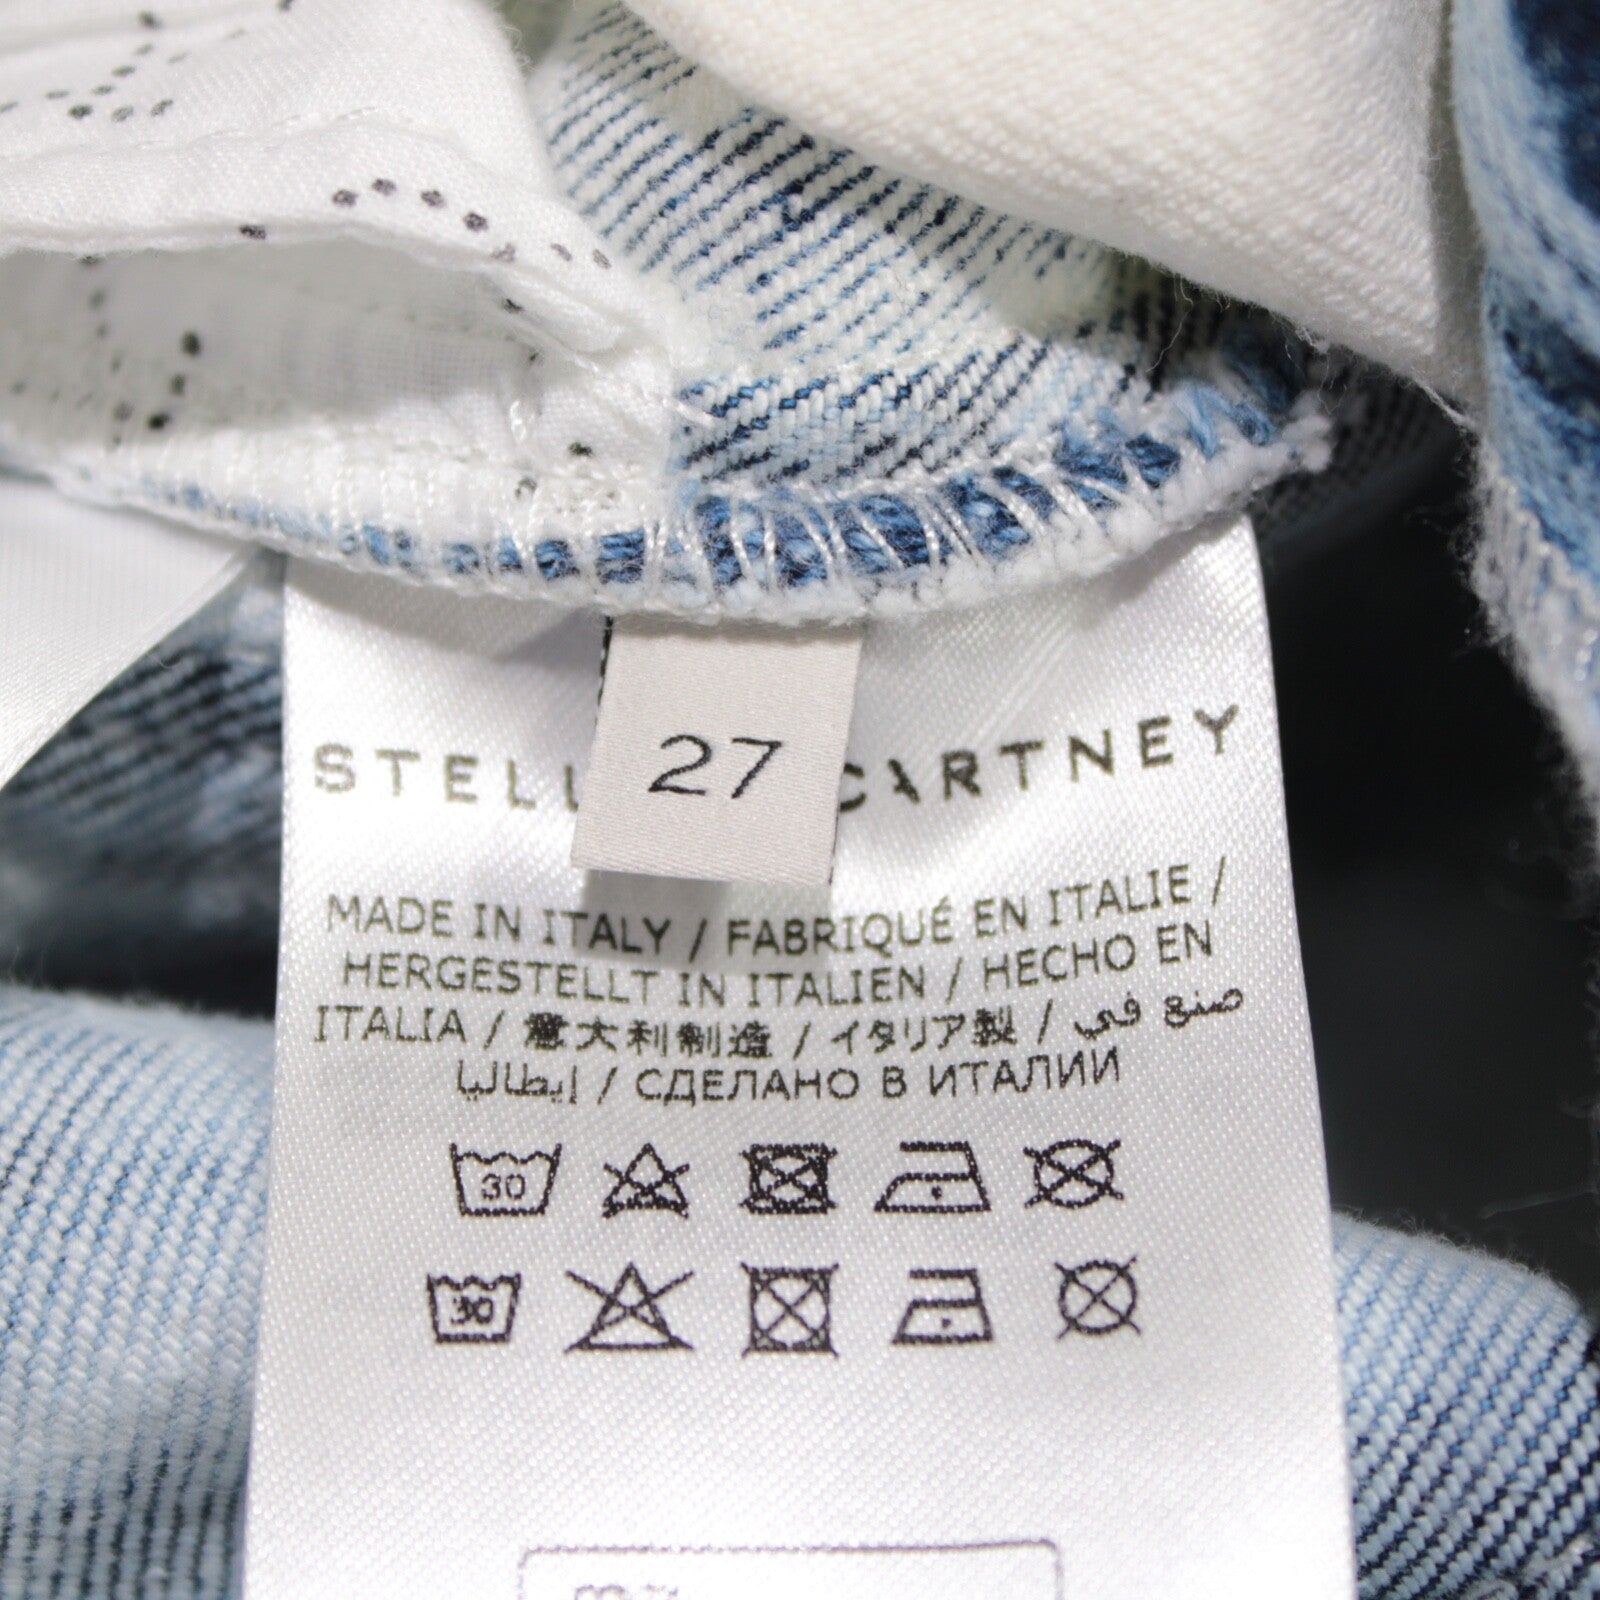 27
STELL CARTNEY
MADE IN ITALY / FABRIQUÉ EN ITALIE /
HERGESTELLT IN ITALIEN / HECHO EN
ITALIA / 意大利制造 / イタリア製 / صنع في
إيطاليا / СДЕЛАНО В ИТАЛИИ
30
30